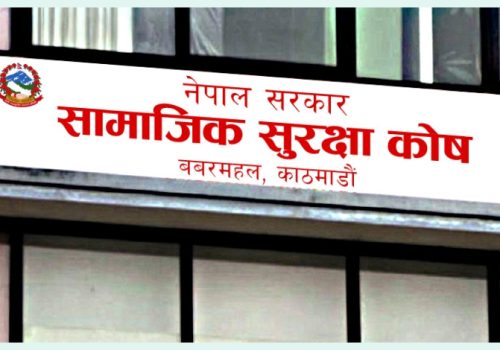 नेपाल सरकार
सामाजिक सुरक्षा कोष
बबरमहल, काठमाडौं